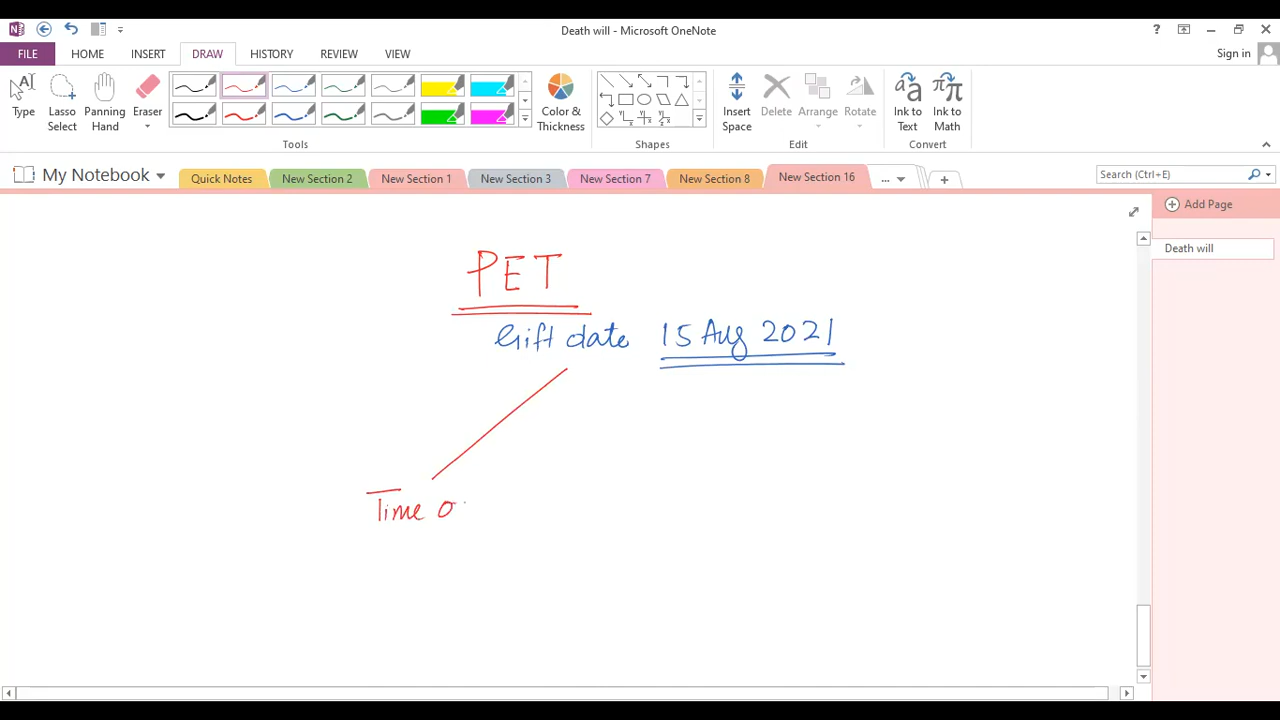 Death will - Microsoft OneNote
FILE HOME INSERT DRAW HISTORY REVIEW VIEW Sign in
Type Lasso Select Panning Hand Eraser Color & Thickness Insert Space Delete Arrange Rotate Ink to Text Ink to Math
Tools Shapes Edit Convert
My Notebook Quick Notes New Section 2 New Section 1 New Section 3 New Section 7 New Section 8 New Section 16 ... Search (Ctrl+E)
Add Page
Death will
PET
Gift date 15 Aug 2021
Time o